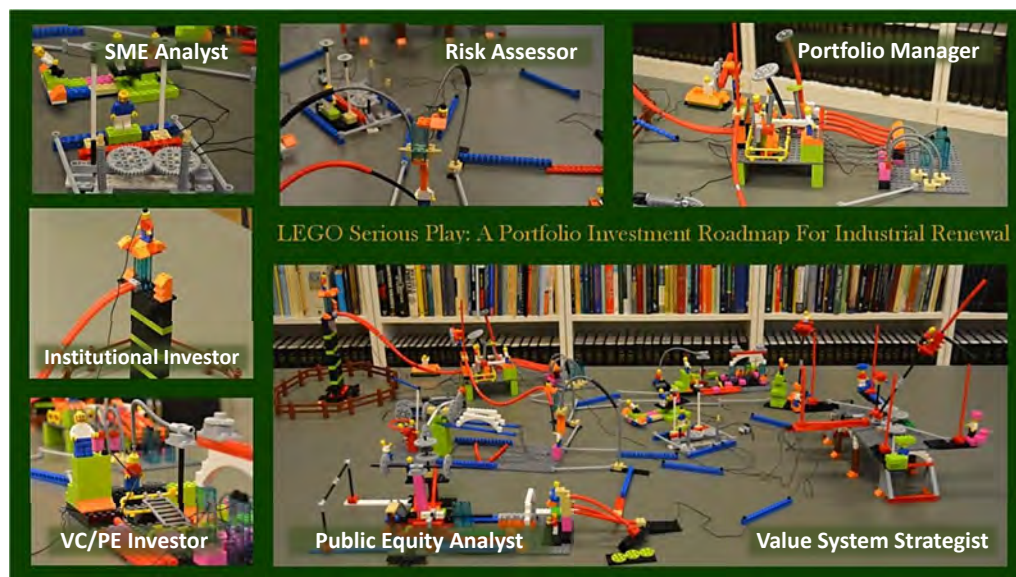 SME Analyst
Risk Assessor
Portfolio Manager
LEGO Serious Play: A Portfolio Investment Roadmap For Industrial Renewal
Institutional Investor
VC/PE Investor
Public Equity Analyst
Value System Strategist